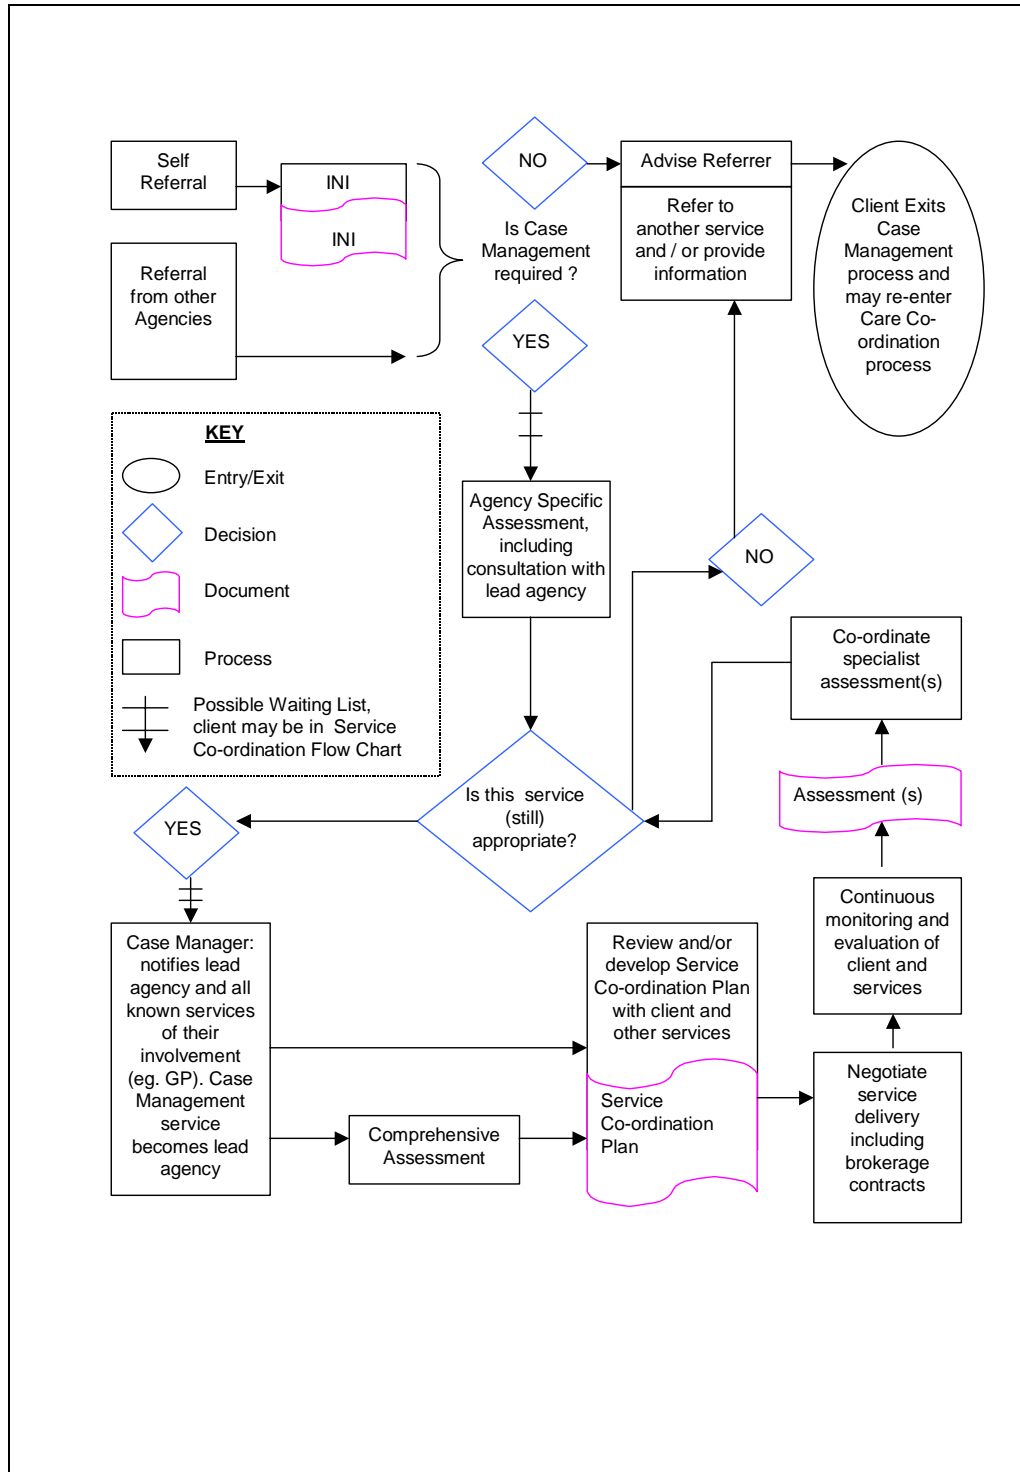 Self
Referral
INI
INI
Referral
from other
Agencies
NO
Is Case
Management
required ?
YES
Advise Referrer
Refer to
another service
and / or provide
information
Client Exits
Case
Management
process and
may re-enter
Care Co-
ordination
process
KEY
Entry/Exit
Decision
Document
Process
Possible Waiting List,
client may be in  Service
Co-ordination Flow Chart
Agency Specific
Assessment,
including
consultation with
lead agency
NO
Co-ordinate
specialist
assessment(s)
Assessment (s)
Is this  service
(still)
appropriate?
YES
Continuous
monitoring and
evaluation of
client and
services
Case Manager:
notifies lead
agency and all
known services
of their
involvement
(eg. GP). Case
Management
service
becomes lead
agency
Comprehensive
Assessment
Review and/or
develop Service
Co-ordination Plan
with client and
other services
Service
Co-ordination
Plan
Negotiate
service
delivery
including
brokerage
contracts